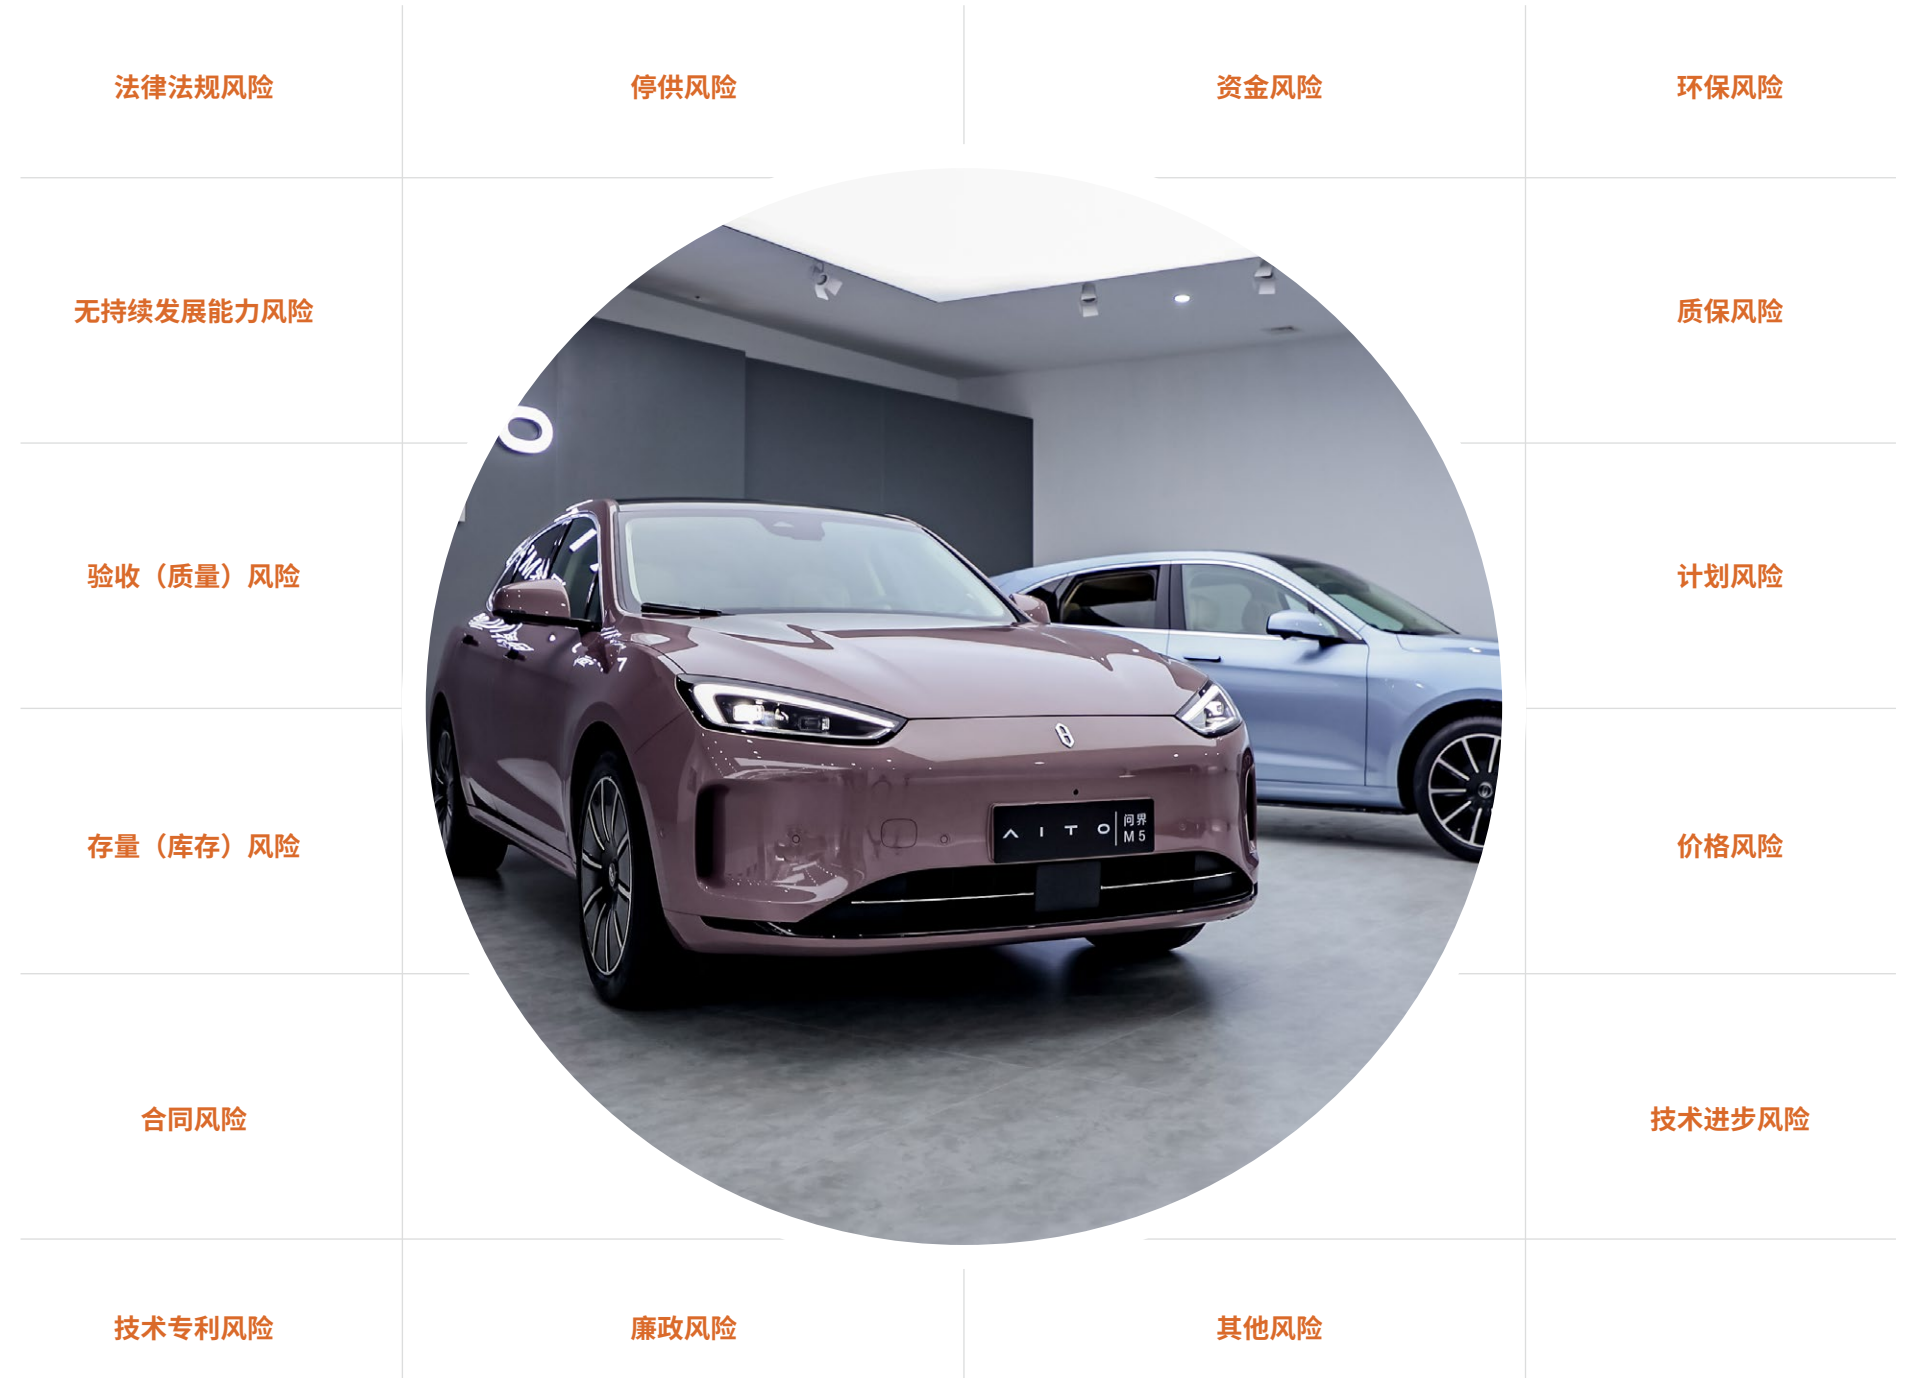 法律法规风险
停供风险
资金风险
环保风险
无持续发展能力风险
质保风险
验收（质量）风险
计划风险
存量（库存）风险
价格风险
AITO
问界
M5
合同风险
技术进步风险
技术专利风险
廉政风险
其他风险